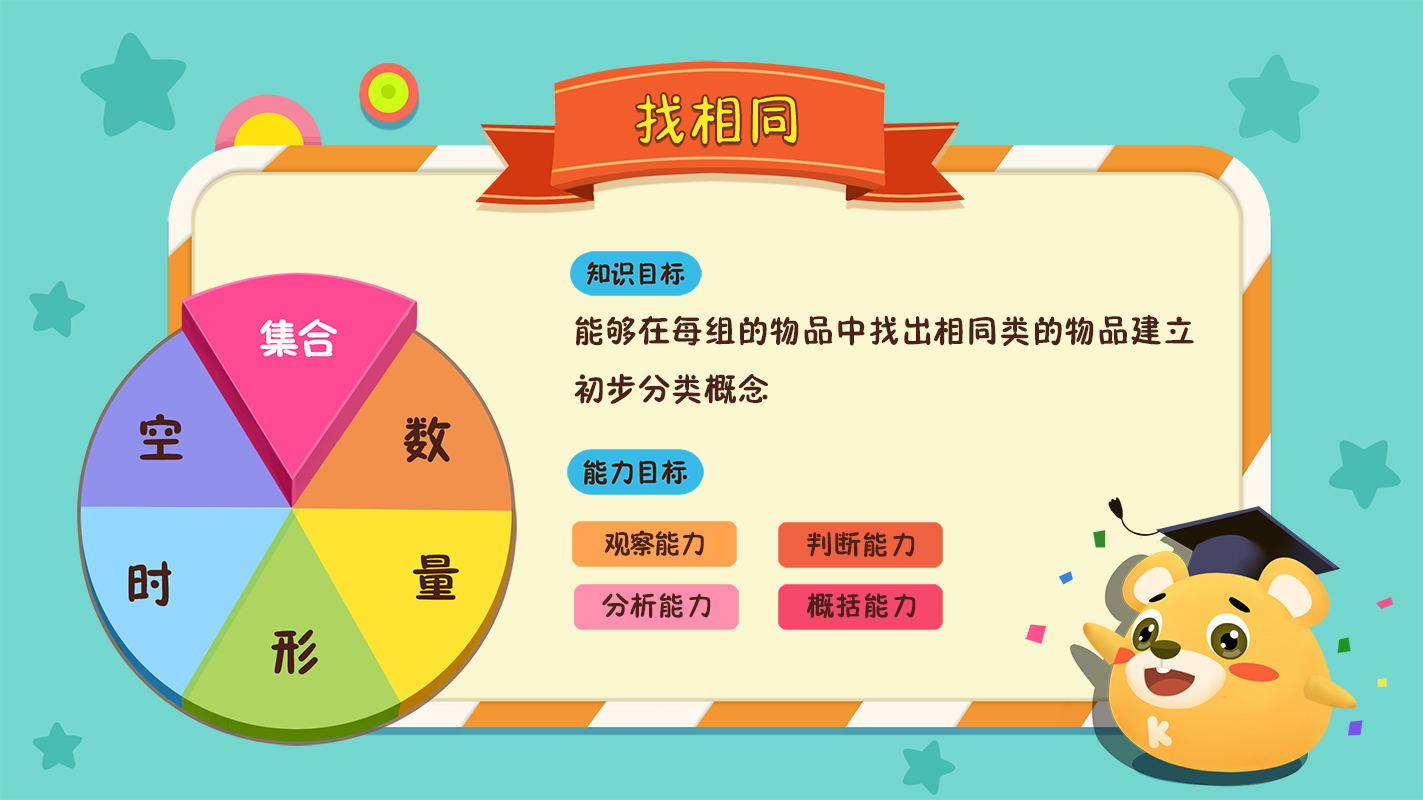 找相同
集合
空
数
时
量
形
知识目标
能够在每组的物品中找出相同类的物品建立
初步分类概念
能力目标
观察能力
判断能力
分析能力
概括能力
K